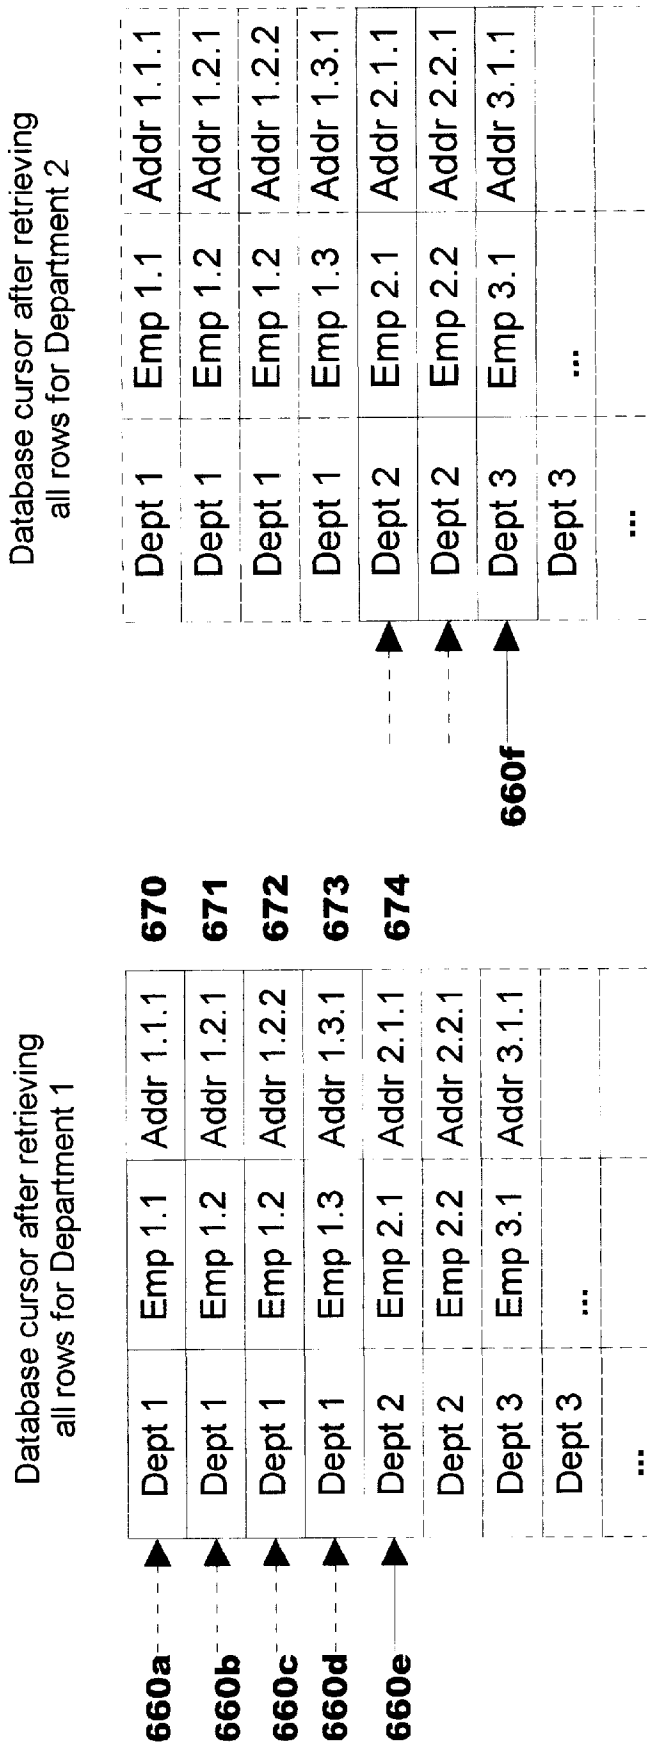 Database cursor after retrieving
all rows for Department 1
660a Dept 1 Emp 1.1 Addr 1.1.1 670
660b Dept 1 Emp 1.2 Addr 1.2.1 671
660c Dept 1 Emp 1.2 Addr 1.2.2 672
660d Dept 1 Emp 1.3 Addr 1.3.1 673
660e Dept 2 Emp 2.1 Addr 2.1.1 674
Dept 2 Emp 2.2 Addr 2.2.1
Dept 3 Emp 3.1 Addr 3.1.1
Dept 3 ...
...
Database cursor after retrieving
all rows for Department 2
Dept 1 Emp 1.1 Addr 1.1.1
Dept 1 Emp 1.2 Addr 1.2.1
Dept 1 Emp 1.2 Addr 1.2.2
Dept 1 Emp 1.3 Addr 1.3.1
Dept 2 Emp 2.1 Addr 2.1.1
Dept 2 Emp 2.2 Addr 2.2.1
660f Dept 3 Emp 3.1 Addr 3.1.1
Dept 3 ...
...